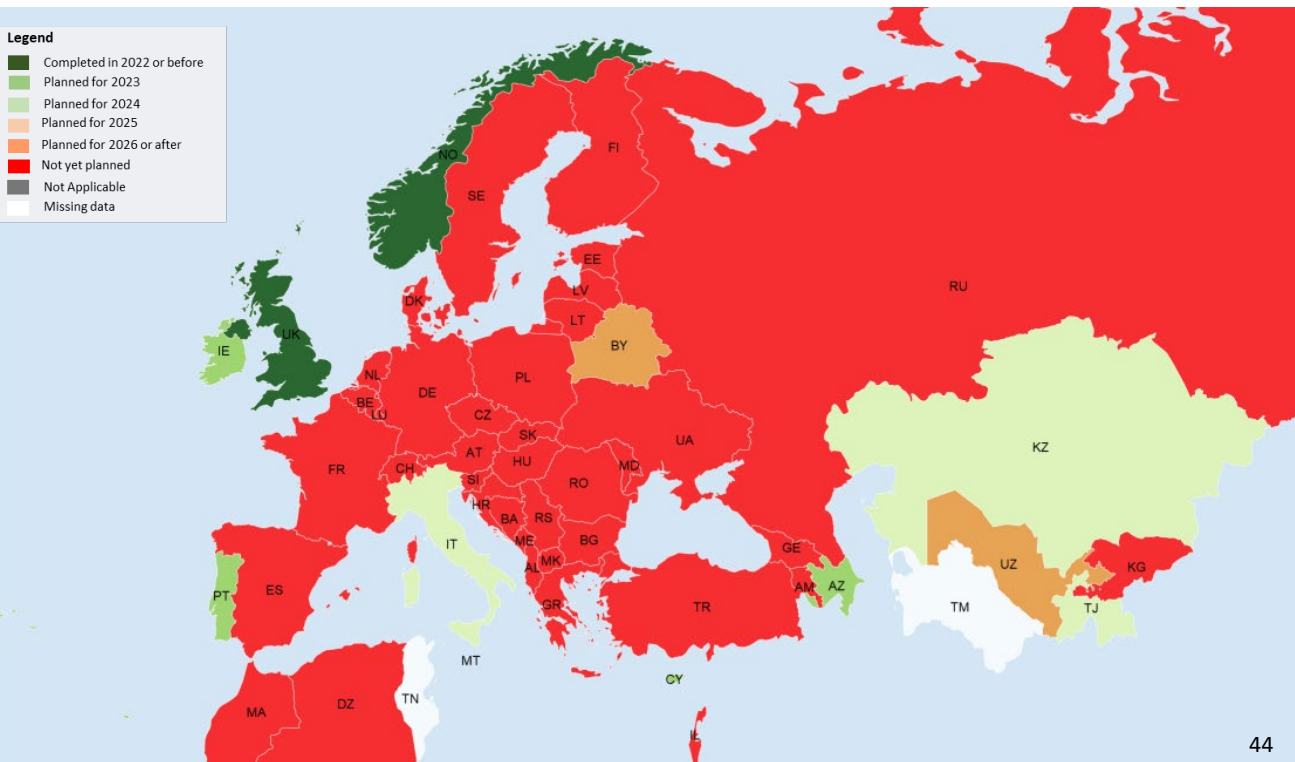 Legend
Completed in 2022 or before
Planned for 2023
Planned for 2024
Planned for 2025
Planned for 2026 or after
Not yet planned
Not Applicable
Missing data
NO
FI
SE
EE
RU
LV
DK
LT
UK
BY
IE
NL
PL
DE
BE
LU
CZ
SK
UA
KZ
AT
HU
MD
FR
CH
SI
RO
HR
BA
RS
ME
BG
IT
GE
MK
AL
UZ
KG
AM
AZ
PT
ES
GR
TR
TM
TJ
MT
CY
TN
DZ
MA
IL
44